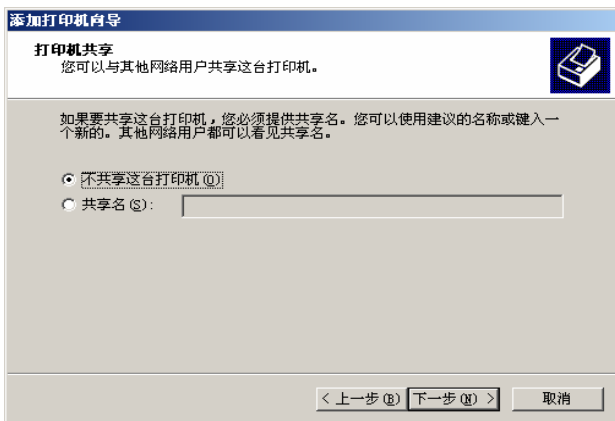 添加打印机向导
打印机共享
您可以与其他网络用户共享这台打印机。
如果要共享这台打印机，您必须提供共享名。您可以使用建议的名称或键入一
个新的。其他网络用户都可以看见共享名。
不共享这台打印机(O)
共享名(S):
< 上一步(B) 下一步(N) > 取消